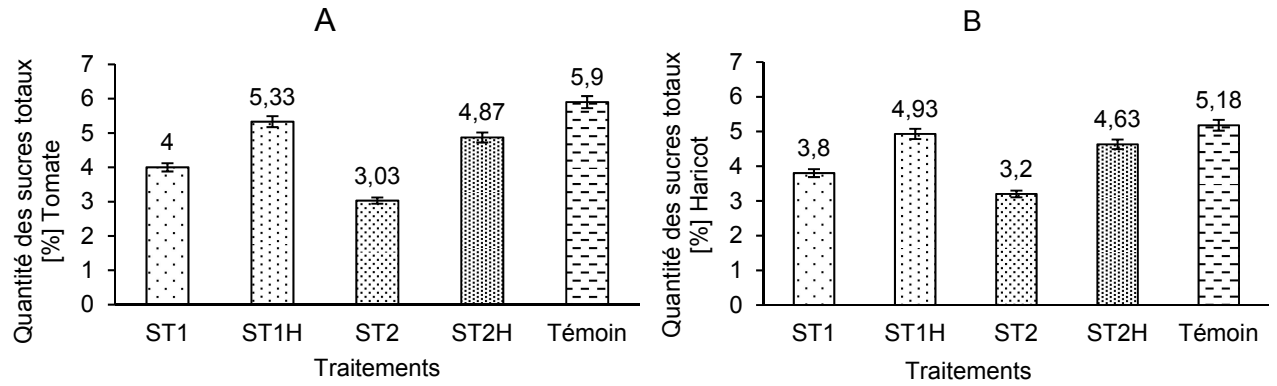 A
Quantité des sucres totaux
[%] Tomate
7
6
5
4
3
2
1
0
4
5,33
3,03
4,87
5,9
ST1 ST1H ST2 ST2H Témoin
Traitements
B
Quantité des sucres totaux
[%] Haricot
7
6
5
4
3
2
1
0
3,8
4,93
3,2
4,63
5,18
ST1 ST1H ST2 ST2H Témoin
Traitements